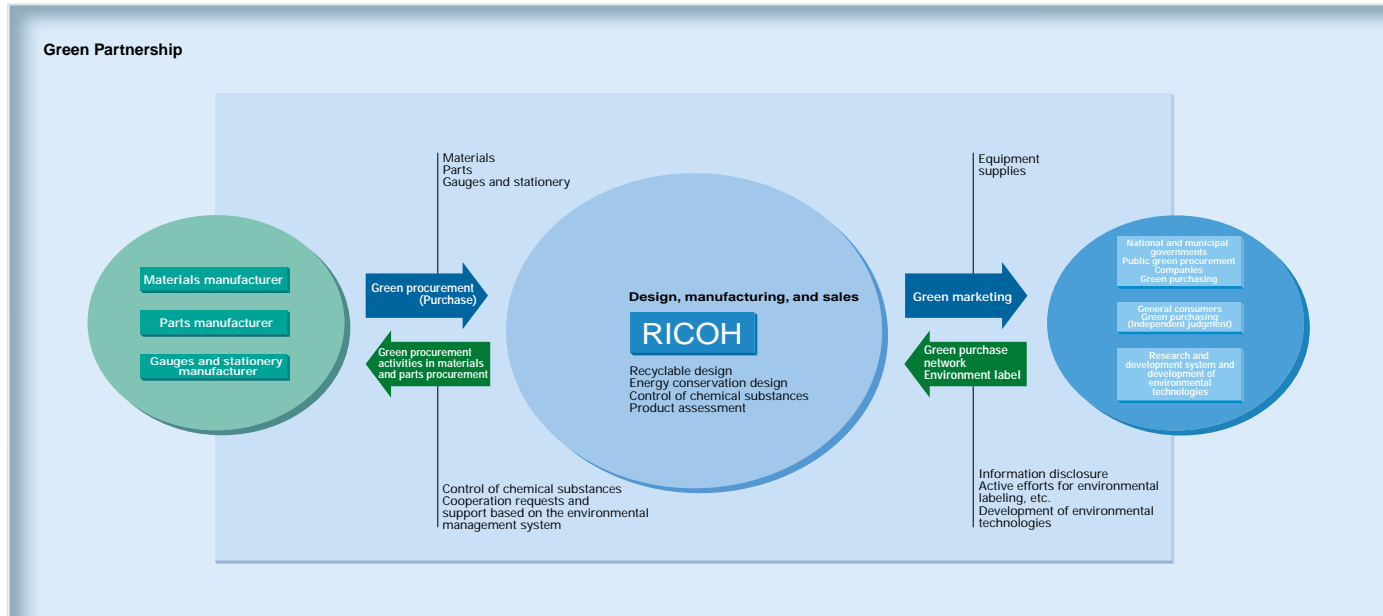 Green Partnership
Materials
Parts
Gauges and stationery
Equipment
supplies
Materials manufacturer
Parts manufacturer
Gauges and stationery
manufacturer
Green procurement
(Purchase)
Green procurement
activities in materials
and parts procurement
Design, manufacturing, and sales
RICOH
Recyclable design
Energy conservation design
Control of chemical substances
Product assessment
Green marketing
Green purchase
network
Environment label
National and municipal
governments
Public green procurement
Companies
Green purchasing
General consumers
Green purchasing
(Independent judgment)
Research and
development system and
development of
environmental
technologies
Control of chemical substances
Cooperation requests and
support based on the environmental
management system
Information disclosure
Active efforts for environmental
labeling, etc.
Development of environmental
technologies